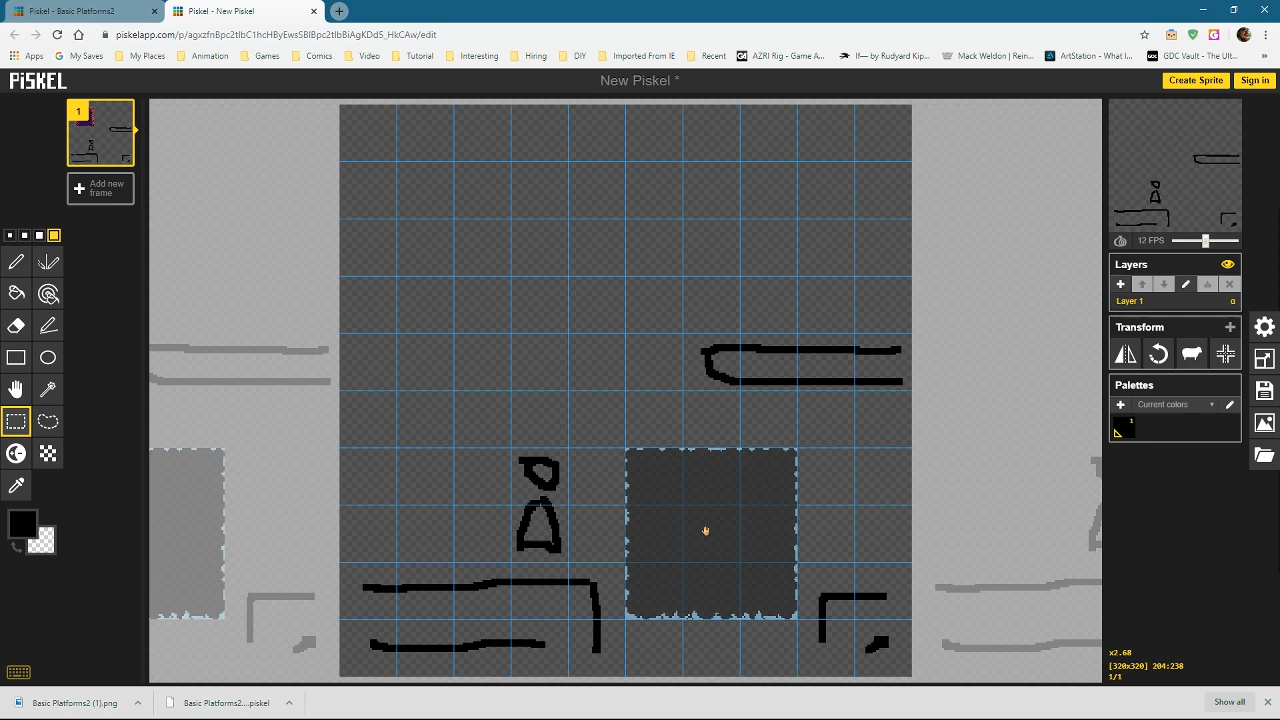 Piskel - Basic Platforms2
Piskel - New Piskel
piskelapp.com/p/agxzfnBpc2tlbC1hcHByEwsSBlBpc2tlbBiAgKDd5_HkCAw/edit
Apps
My Saves
My Places
Animation
Games
Comics
Video
Tutorial
Interesting
Hiring
DIY
Imported From IE
Recent
AZRI Rig - Game A...
If— by Rudyard Kip...
Mack Weldon | Rein...
ArtStation - What I...
GDC Vault - The Ult...
»
PiSKEL
New Piskel *
Create Sprite
Sign in
1
Add new
frame
12 FPS
Layers
Layer 1
α
Transform
Palettes
Current colors
1
x2.68
[320x320] 204:238
1/1
Basic Platforms2 (1).png
Basic Platforms2....piskel
Show all